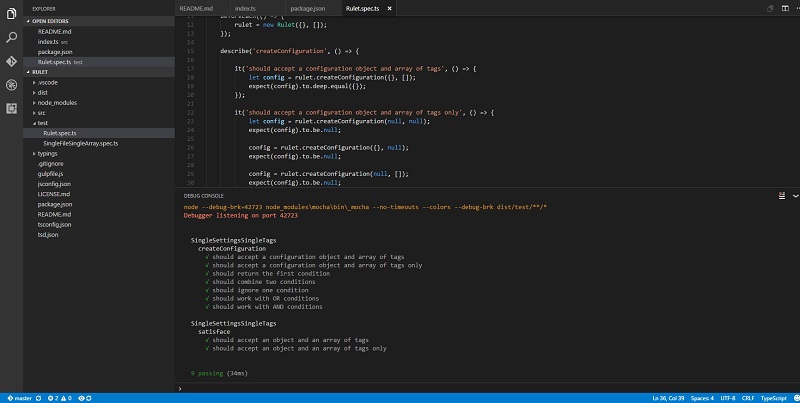 EXPLORER
OPEN EDITORS
README.md
index.ts src
package.json
Rulet.spec.ts test
RULET
.vscode
dist
node_modules
src
test
Rulet.spec.ts
SingleFileSingleArray.spec.ts
typings
.gitignore
gulpfile.js
jsconfig.json
LICENSE.md
package.json
README.md
tsconfig.json
tsd.json
README.md index.ts package.json Rulet.spec.ts
11 beforeEach(() => {
12 rulet = new Rulet({}, []);
13 });
14
15 describe('createConfiguration', () => {
16
17 it('should accept a configuration object and array of tags', () => {
18 let config = rulet.createConfiguration({}, []);
19 expect(config).to.deep.equal({});
20 });
21
22 it('should accept a configuration object and array of tags only', () => {
23 let config = rulet.createConfiguration(null, null);
24 expect(config).to.be.null;
25
26 config = rulet.createConfiguration({}, null);
27 expect(config).to.be.null;
28
29 config = rulet.createConfiguration(null, []);
30 expect(config).to.be.null;
DEBUG CONSOLE
node --debug-brk=42723 node_modules\mocha\bin\_mocha --no-timeouts --colors --debug-brk dist/test/**/*
Debugger listening on port 42723
SingleSettingsSingleTags
createConfiguration
√ should accept a configuration object and array of tags
√ should accept a configuration object and array of tags only
√ should return the first condition
√ should combine two conditions
√ should ignore one condition
√ should work with OR conditions
√ should work with AND conditions
SingleSettingsSingleTags
satisface
√ should accept an object and an array of tags
√ should accept an object and an array of tags only
9 passing (34ms)
master 2 0 0 Ln 36, Col 39 Spaces: 4 UTF-8 CRLF TypeScript